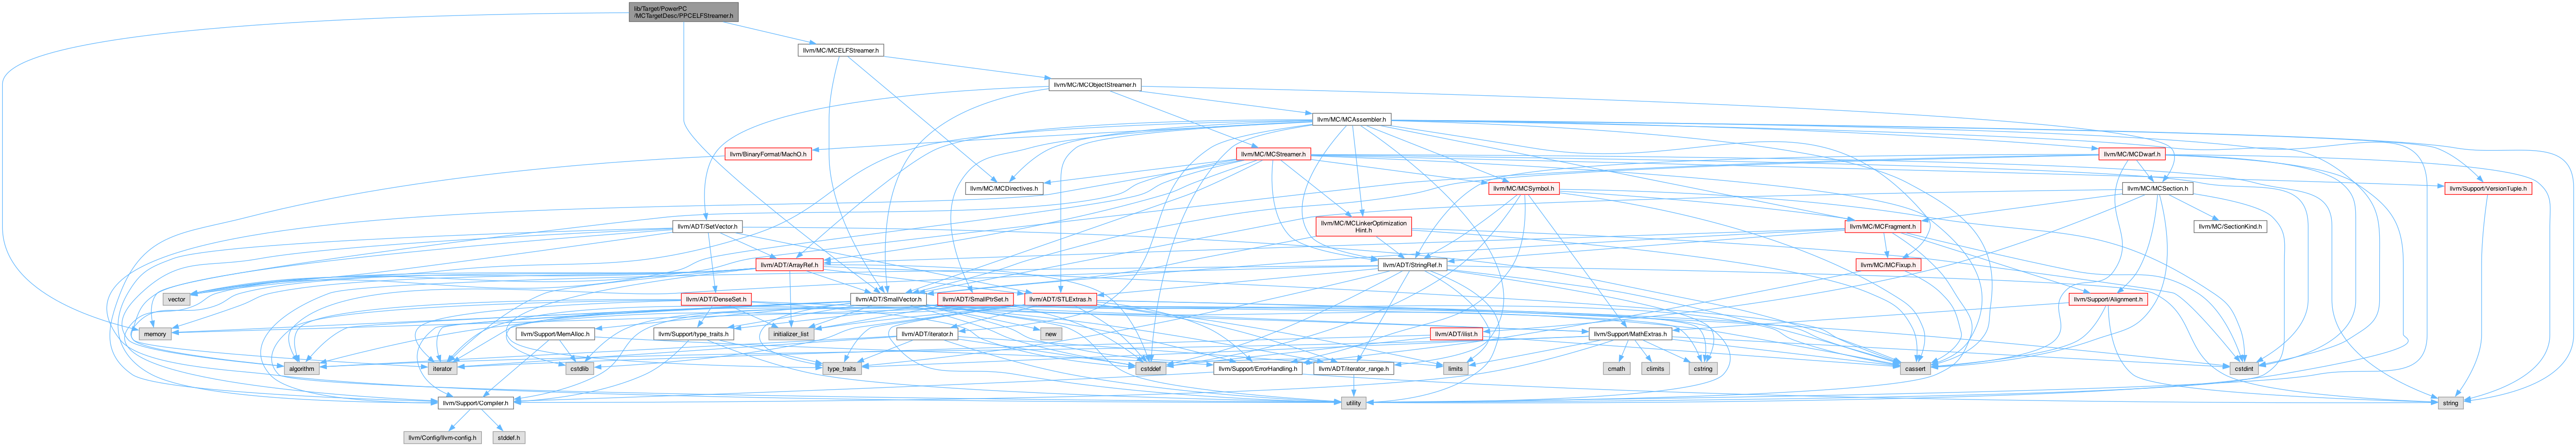 lib/Target/PowerPC
/MCTargetDesc/PPCELFStreamer.h
llvm/MC/MCELFStreamer.h
llvm/MC/MCObjectStreamer.h
llvm/MC/MCAssembler.h
llvm/BinaryFormat/MachO.h
llvm/MC/MCStreamer.h
llvm/MC/MCDwarf.h
llvm/MC/MCDirectives.h
llvm/MC/MCSymbol.h
llvm/MC/MCSection.h
llvm/Support/VersionTuple.h
llvm/ADT/SetVector.h
llvm/MC/MCLinkerOptimization
Hint.h
llvm/MC/MCFragment.h
llvm/MC/MCSectionKind.h
llvm/ADT/ArrayRef.h
llvm/ADT/StringRef.h
llvm/MC/MCFixup.h
vector
llvm/ADT/DenseSet.h
llvm/ADT/SmallVector.h
llvm/ADT/SmallPtrSet.h
llvm/ADT/STLExtras.h
llvm/Support/Alignment.h
memory
llvm/Support/MemAlloc.h
llvm/Support/type_traits.h
initializer_list
llvm/ADT/iterator.h
new
llvm/ADT/ilist.h
llvm/Support/MathExtras.h
algorithm
iterator
cstdlib
type_traits
cstddef
llvm/Support/ErrorHandling.h
llvm/ADT/iterator_range.h
limits
cmath
climits
cstring
cassert
cstdint
llvm/Support/Compiler.h
utility
string
llvm/Config/llvm-config.h
stddef.h